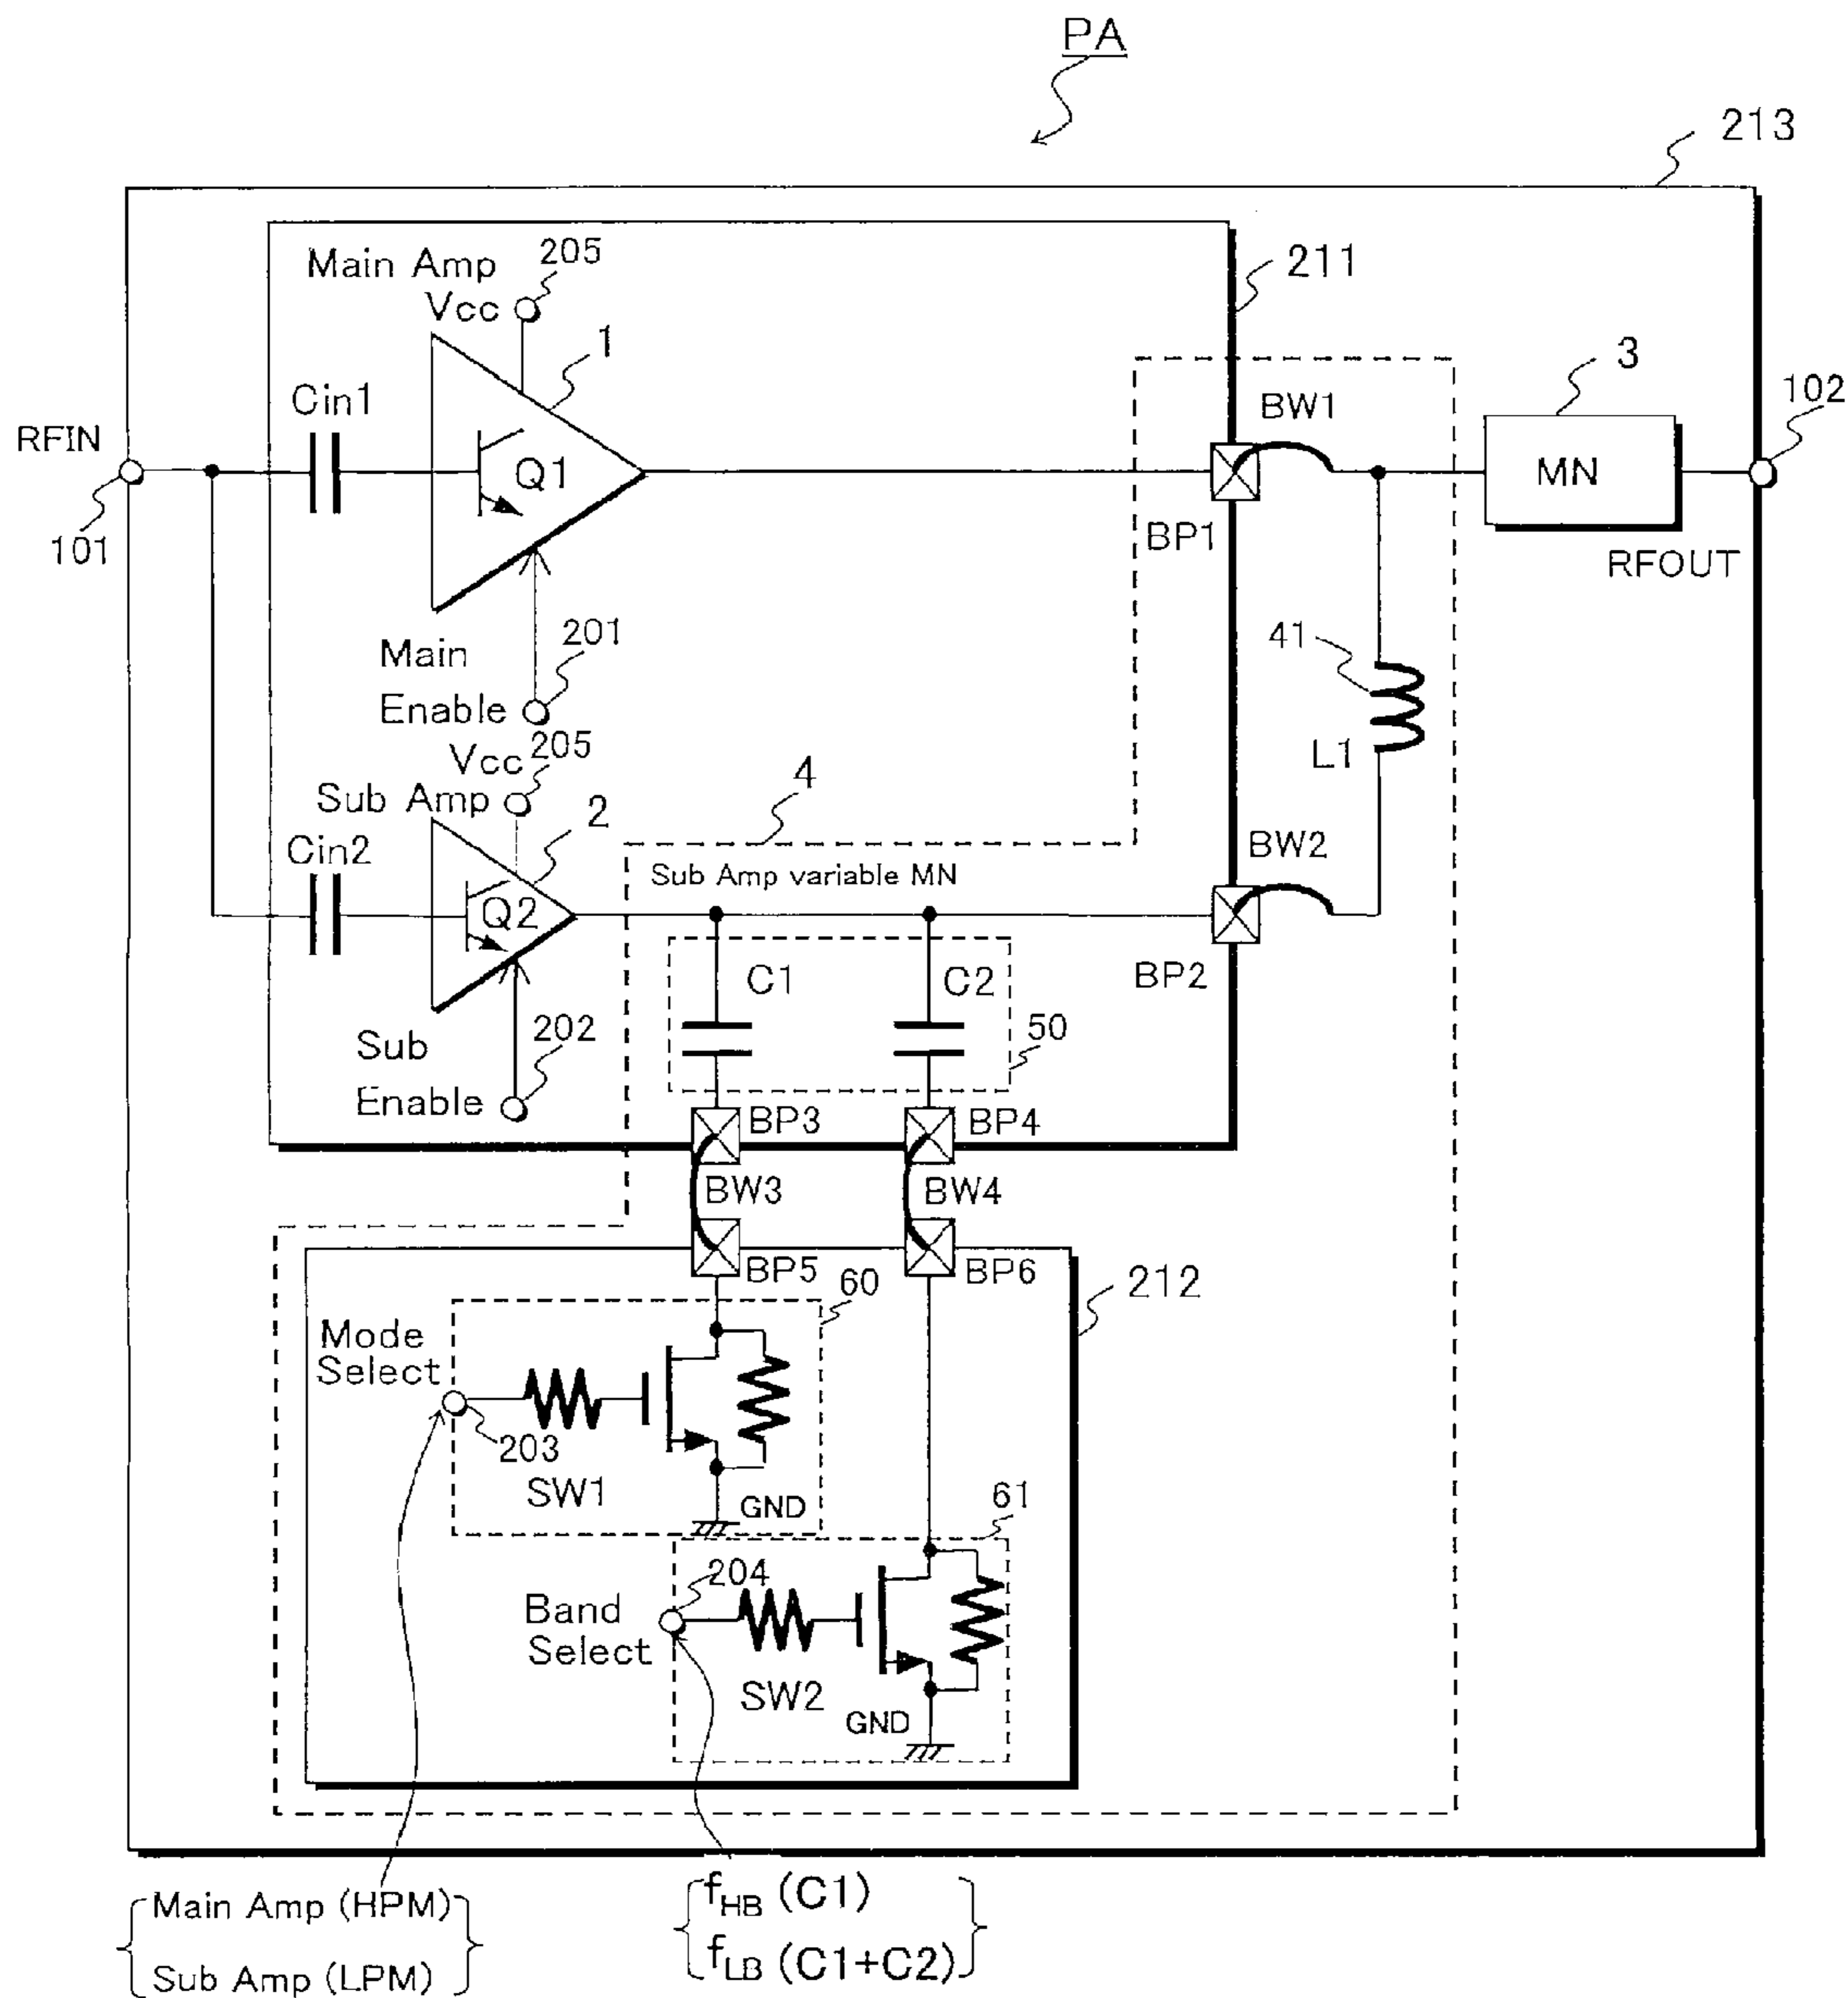 PA
213
Main Amp
Vcc
205
211
1
3
102
Cin1
BW1
RFIN
Q1
MN
101
BP1
RFOUT
Main
Enable
201
41
L1
Vcc
205
Sub Amp
2
4
Cin2
Sub Amp variable MN
BW2
Q2
C1
C2
BP2
202
50
Sub
Enable
BP3
BP4
BW3
BW4
BP5
BP6
60
212
Mode
Select
203
SW1
GND
61
204
Band
Select
SW2
GND
Main Amp (HPM)
Sub Amp (LPM)
fHB (C1)
fLB (C1+C2)